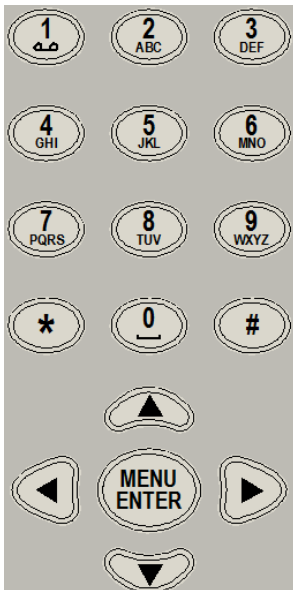 1 2 3
ABC DEF
4 5 6
GHI JKL MNO
7 8 9
PQRS TUV WXYZ
* 0 #
MENU
ENTER